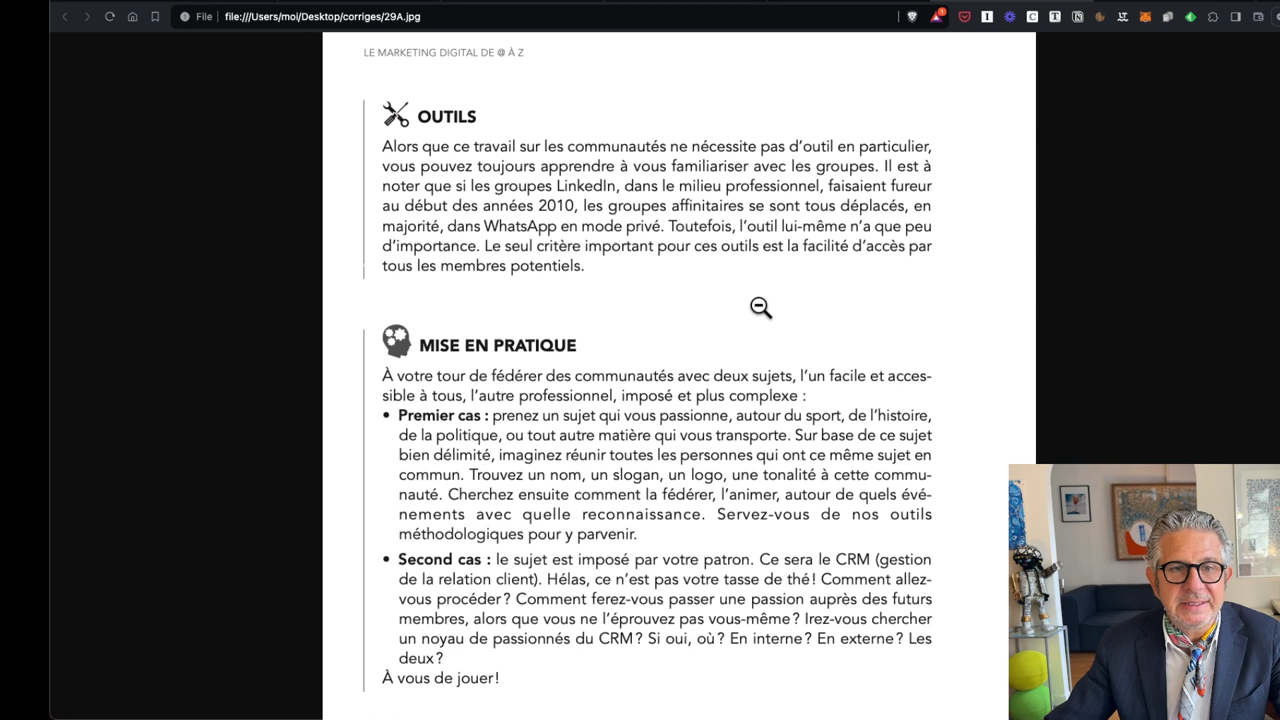 File
file:///Users/moi/Desktop/corriges/29A.jpg
LE MARKETING DIGITAL DE @ À Z
OUTILS
Alors que ce travail sur les communautés ne nécessite pas d’outil en particulier,
vous pouvez toujours apprendre à vous familiariser avec les groupes. Il est à
noter que si les groupes LinkedIn, dans le milieu professionnel, faisaient fureur
au début des années 2010, les groupes affinitaires se sont tous déplacés, en
majorité, dans WhatsApp en mode privé. Toutefois, l’outil lui-même n’a que peu
d’importance. Le seul critère important pour ces outils est la facilité d’accès par
tous les membres potentiels.
MISE EN PRATIQUE
À votre tour de fédérer des communautés avec deux sujets, l’un facile et acces-
sible à tous, l’autre professionnel, imposé et plus complexe :
• Premier cas : prenez un sujet qui vous passionne, autour du sport, de l’histoire,
de la politique, ou tout autre matière qui vous transporte. Sur base de ce sujet
bien délimité, imaginez réunir toutes les personnes qui ont ce même sujet en
commun. Trouvez un nom, un slogan, un logo, une tonalité à cette commu-
nauté. Cherchez ensuite comment la fédérer, l’animer, autour de quels évé-
nements avec quelle reconnaissance. Servez-vous de nos outils
méthodologiques pour y parvenir.
• Second cas : le sujet est imposé par votre patron. Ce sera le CRM (gestion
de la relation client). Hélas, ce n’est pas votre tasse de thé ! Comment allez-
vous procéder ? Comment ferez-vous passer une passion auprès des futurs
membres, alors que vous ne l’éprouvez pas vous-même ? Irez-vous chercher
un noyau de passionnés du CRM ? Si oui, où ? En interne ? En externe ? Les
deux ?
À vous de jouer !